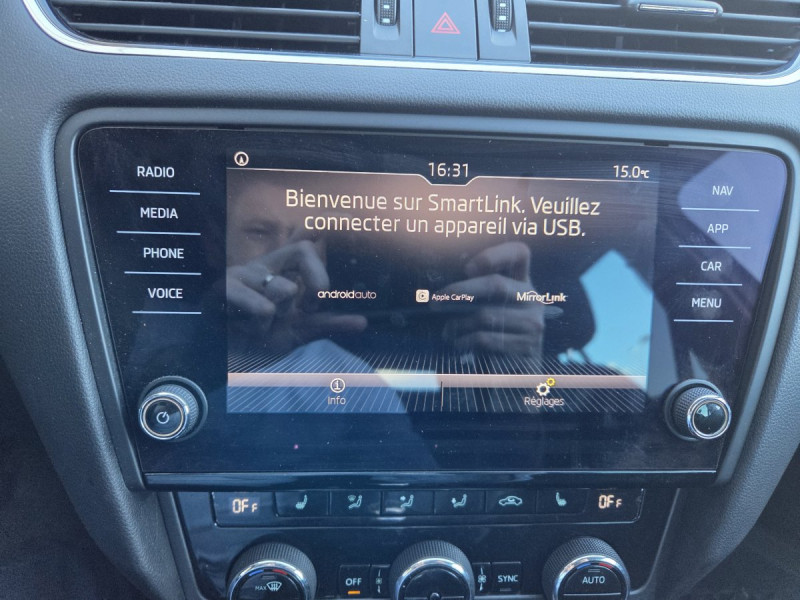 16:31
15.0°C
RADIO
MEDIA
PHONE
VOICE
Bienvenue sur SmartLink. Veuillez
connecter un appareil via USB.
androidauto
Apple CarPlay
MirrorLink
NAV
APP
CAR
MENU
Info
Réglages
OFF
OFF
MAX
OFF
SYNC
AUTO